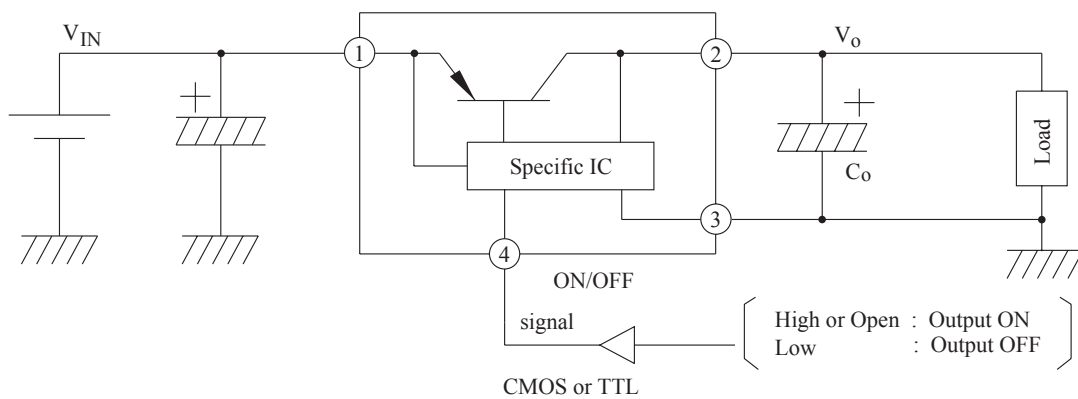 V_IN
1
2
V_o
+
+
Specific IC
C_o
Load
3
4
ON/OFF
signal
High or Open : Output ON
Low : Output OFF
CMOS or TTL